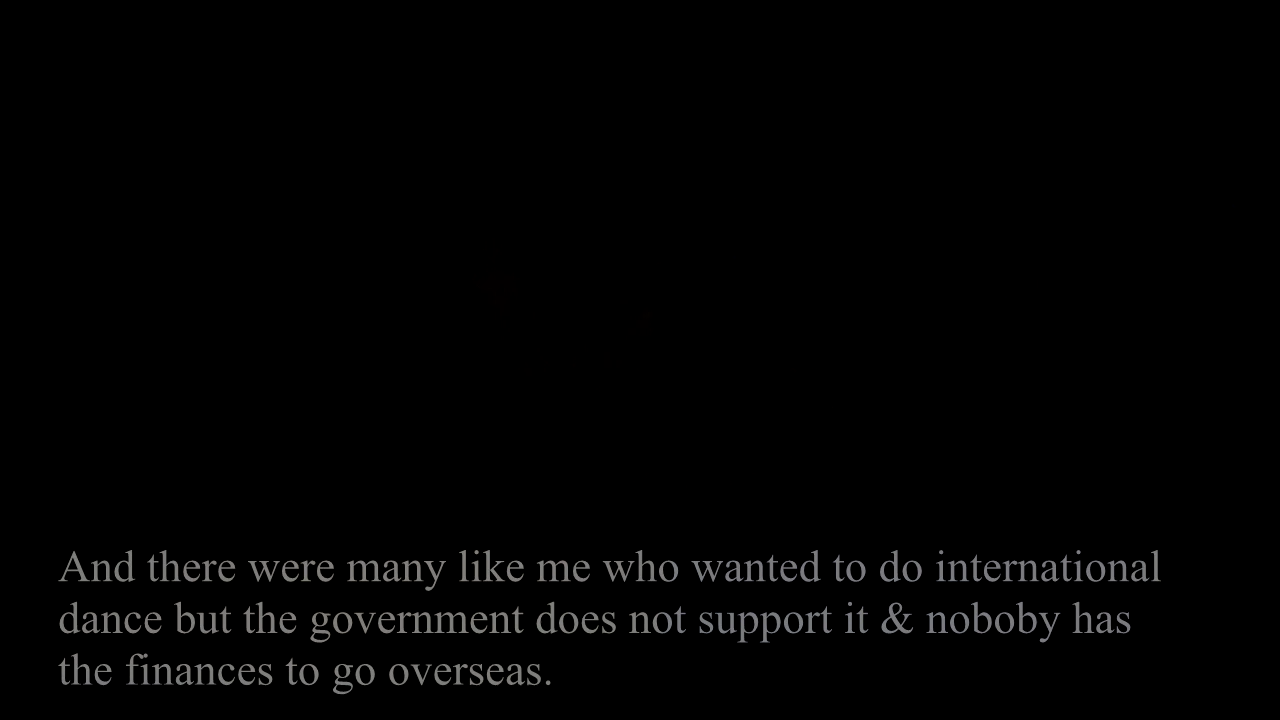 And there were many like me who wanted to do international
dance but the government does not support it & noboby has
the finances to go overseas.